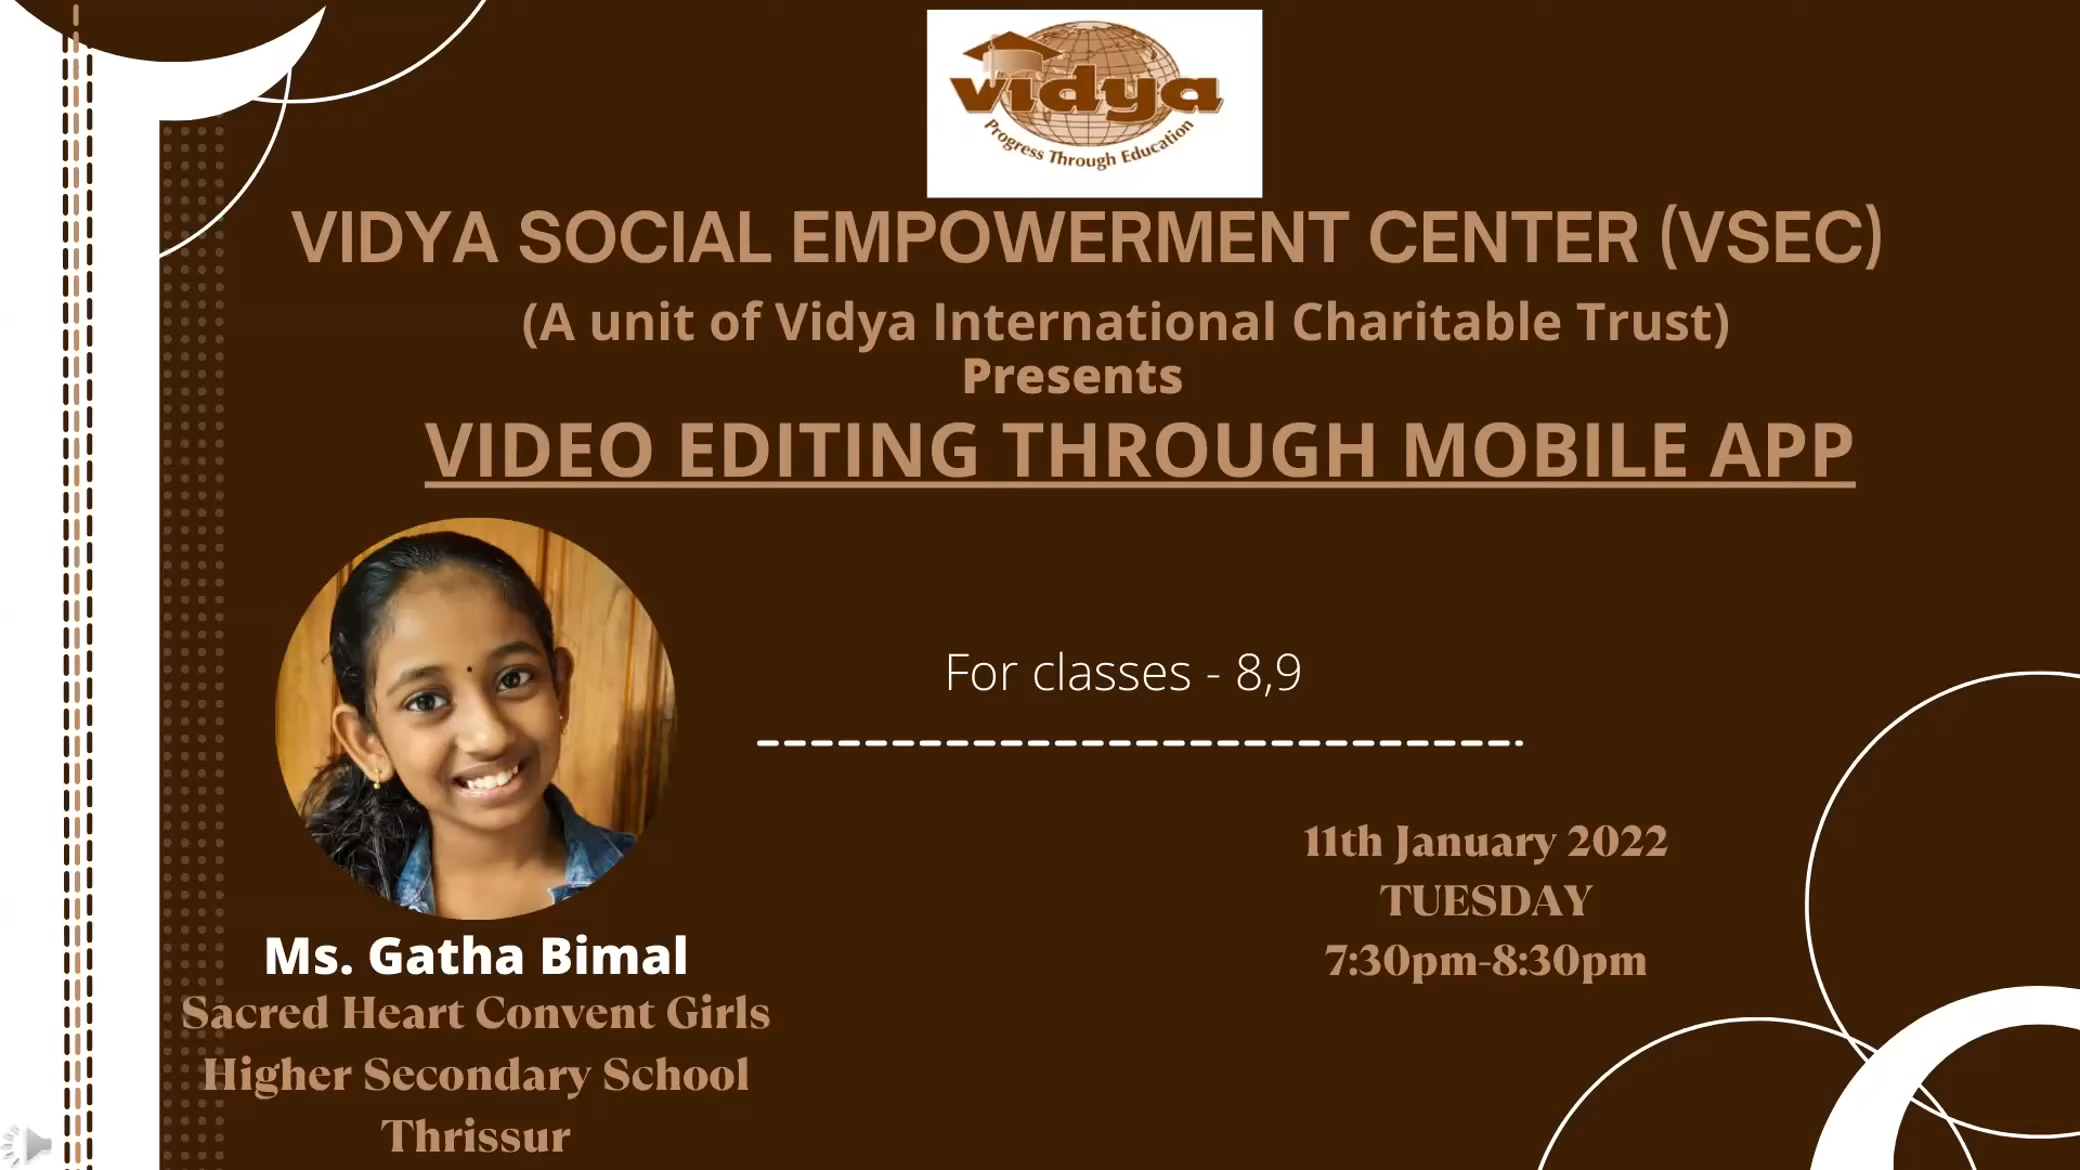 vidya
Progress Through Education
VIDYA SOCIAL EMPOWERMENT CENTER (VSEC)
(A unit of Vidya International Charitable Trust)
Presents
VIDEO EDITING THROUGH MOBILE APP
For classes - 8,9
11th January 2022
TUESDAY
7:30pm-8:30pm
Ms. Gatha Bimal
Sacred Heart Convent Girls
Higher Secondary School
Thrissur